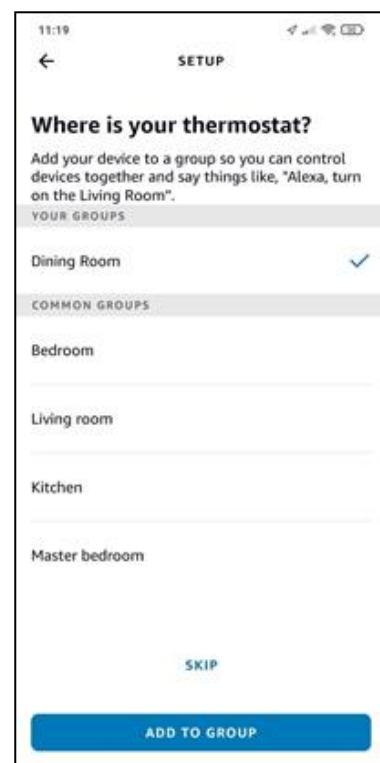 11:19
SETUP
Where is your thermostat?
Add your device to a group so you can control
devices together and say things like, "Alexa, turn
on the Living Room".
YOUR GROUPS
Dining Room
COMMON GROUPS
Bedroom
Living room
Kitchen
Master bedroom
SKIP
ADD TO GROUP